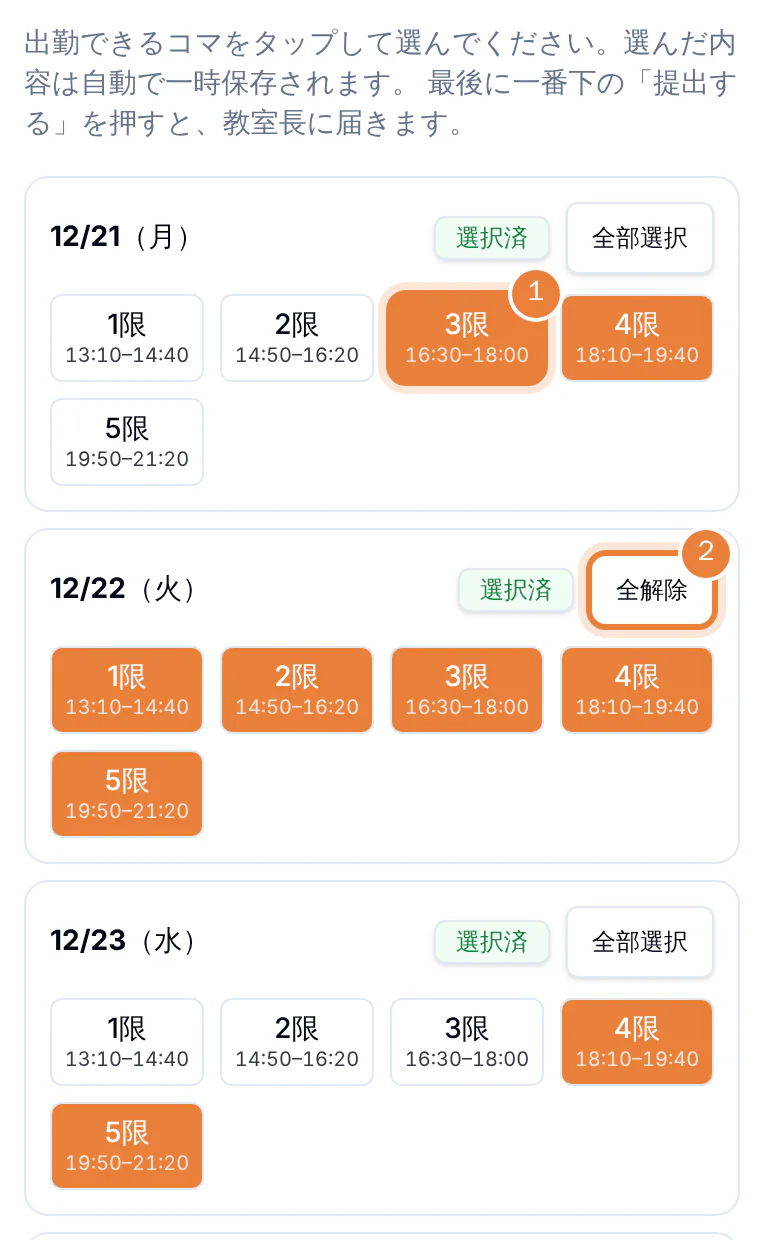 出勤できるコマをタップして選んでください。選んだ内
容は自動で一時保存されます。 最後に一番下の「提出す
る」を押すと、教室長に届きます。
12/21（月）
選択済
全部選択
1限
13:10–14:40
2限
14:50–16:20
3限
16:30–18:00
1
4限
18:10–19:40
5限
19:50–21:20
12/22（火）
選択済
全解除
2
1限
13:10–14:40
2限
14:50–16:20
3限
16:30–18:00
4限
18:10–19:40
5限
19:50–21:20
12/23（水）
選択済
全部選択
1限
13:10–14:40
2限
14:50–16:20
3限
16:30–18:00
4限
18:10–19:40
5限
19:50–21:20